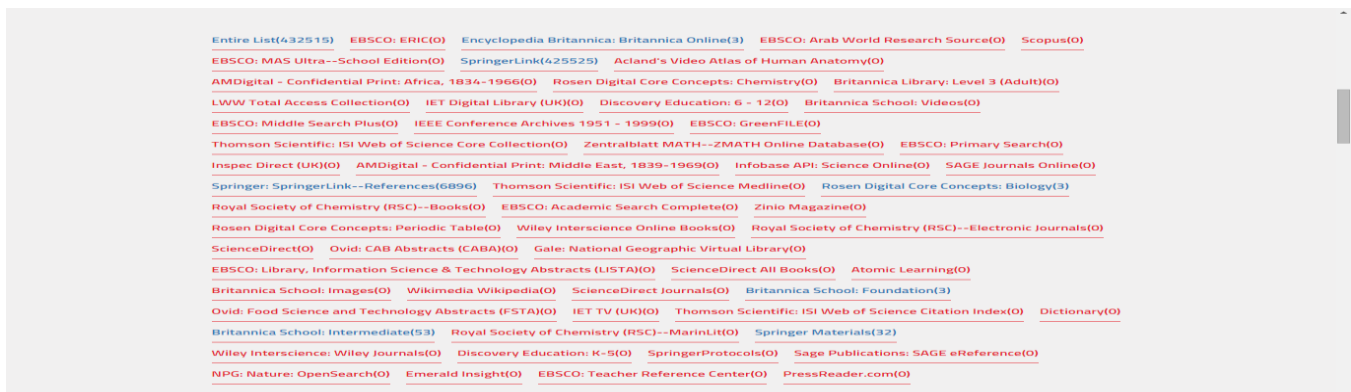 Entire List(432515) EBSCO: ERIC(0) Encyclopedia Britannica: Britannica Online(3) EBSCO: Arab World Research Source(0) Scopus(0)
EBSCO: MAS Ultra--School Edition(0) SpringerLink(425525) Acland's Video Atlas of Human Anatomy(0)
AMDigital - Confidential Print: Africa, 1834-1966(0) Rosen Digital Core Concepts: Chemistry(0) Britannica Library: Level 3 (Adult)(0)
LWW Total Access Collection(0) IET Digital Library (UK)(0) Discovery Education: 6 - 12(0) Britannica School: Videos(0)
EBSCO: Middle Search Plus(0) IEEE Conference Archives 1951 - 1999(0) EBSCO: GreenFILE(0)
Thomson Scientific: ISI Web of Science Core Collection(0) Zentralblatt MATH--ZMATH Online Database(0) EBSCO: Primary Search(0)
Inspec Direct (UK)(0) AMDigital - Confidential Print: Middle East, 1839-1969(0) Infobase API: Science Online(0) SAGE Journals Online(0)
Springer: SpringerLink--References(6896) Thomson Scientific: ISI Web of Science Medline(0) Rosen Digital Core Concepts: Biology(3)
Royal Society of Chemistry (RSC)--Books(0) EBSCO: Academic Search Complete(0) Zinio Magazine(0)
Rosen Digital Core Concepts: Periodic Table(0) Wiley Interscience Online Books(0) Royal Society of Chemistry (RSC)--Electronic Journals(0)
ScienceDirect(0) Ovid: CAB Abstracts (CABA)(0) Gale: National Geographic Virtual Library(0)
EBSCO: Library, Information Science & Technology Abstracts (LISTA)(0) ScienceDirect All Books(0) Atomic Learning(0)
Britannica School: Images(0) Wikimedia Wikipedia(0) ScienceDirect Journals(0) Britannica School: Foundation(3)
Ovid: Food Science and Technology Abstracts (FSTA)(0) IET TV (UK)(0) Thomson Scientific: ISI Web of Science Citation Index(0) Dictionary(0)
Britannica School: Intermediate(53) Royal Society of Chemistry (RSC)--MarinLit(0) Springer Materials(32)
Wiley Interscience: Wiley Journals(0) Discovery Education: K-5(0) SpringerProtocols(0) Sage Publications: SAGE eReference(0)
NPG: Nature: OpenSearch(0) Emerald Insight(0) EBSCO: Teacher Reference Center(0) PressReader.com(0)